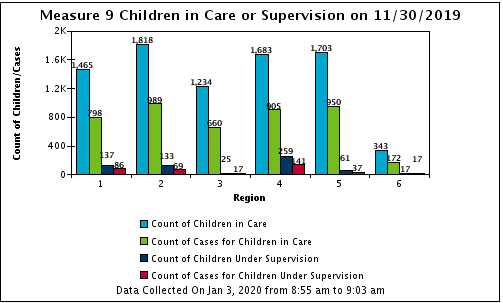 Measure 9 Children in Care or Supervision on 11/30/2019
Count of Children/Cases
2K
1.6K
1.2K
800
400
0
1,465
798
137
86
1,818
989
133
69
1,234
660
25
17
1,683
905
259
141
1,703
950
61
37
343
172
17
17
1 2 3 4 5 6
Region
Count of Children in Care
Count of Cases for Children in Care
Count of Children Under Supervision
Count of Cases for Children Under Supervision
Data Collected On Jan 3, 2020 from 8:55 am to 9:03 am